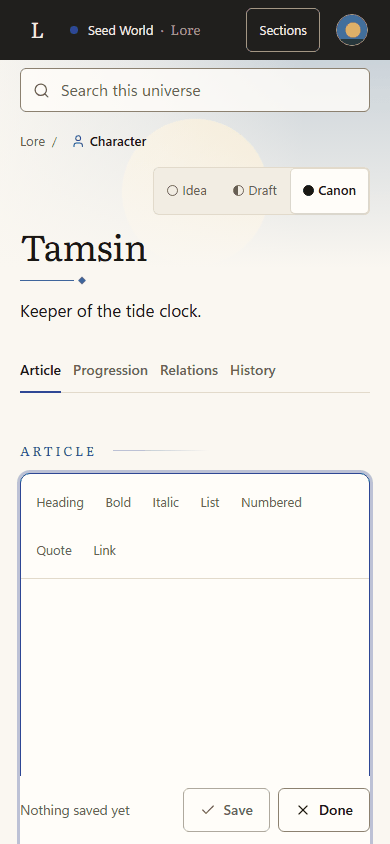 L
Seed World · Lore
Sections
Search this universe
Lore / Character
Idea Draft Canon
Tamsin
Keeper of the tide clock.
Article Progression Relations History
ARTICLE
Heading Bold Italic List Numbered
Quote Link
Nothing saved yet
Save
Done